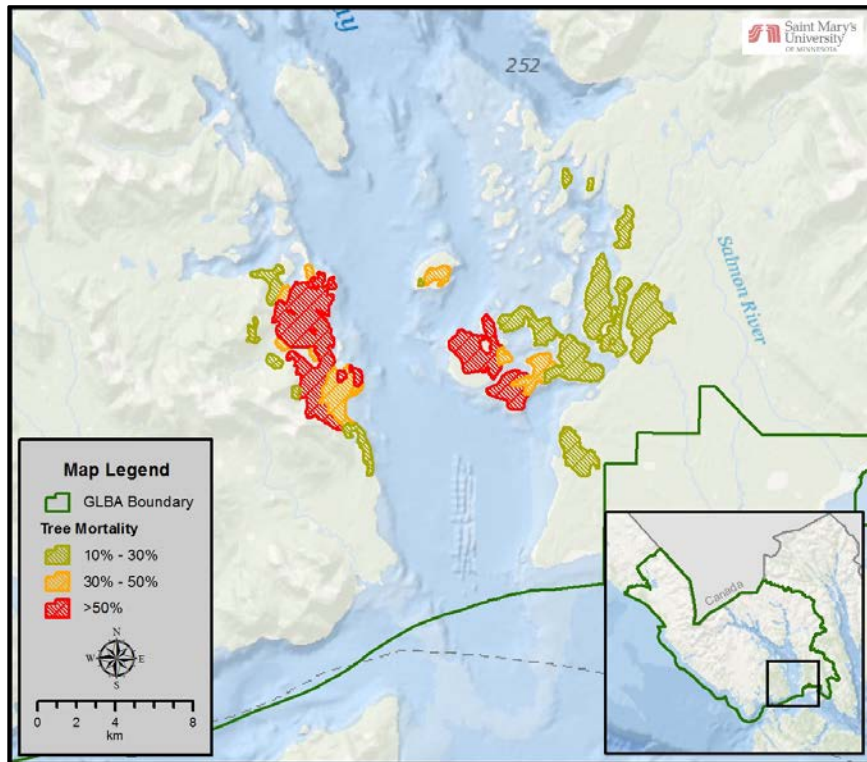 ay
252
Saint Mary's
University
OF MINNESOTA
Salmon River
Map Legend
GLBA Boundary
Tree Mortality
10% - 30%
30% - 50%
>50%
N
W E
S
0 2 4 8
km
Canada